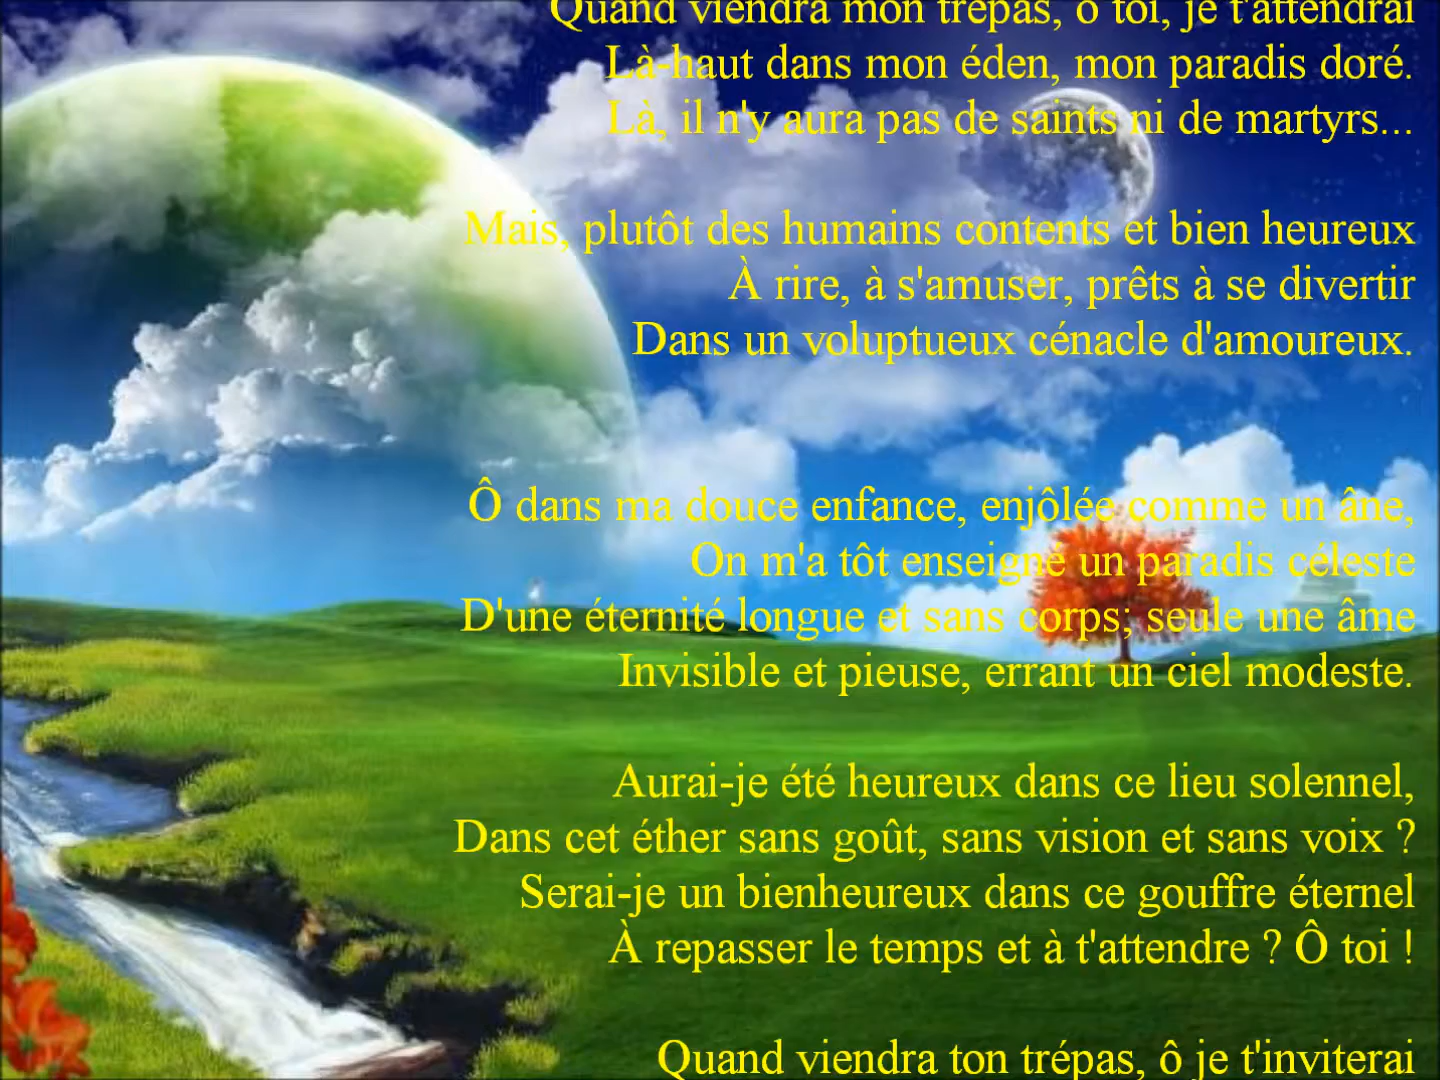 Quand viendra mon trépas, ô toi, je t'attendrai
Là-haut dans mon éden, mon paradis doré.
Là, il n'y aura pas de saints ni de martyrs...
Mais, plutôt des humains contents et bien heureux
À rire, à s'amuser, prêts à se divertir
Dans un voluptueux cénacle d'amoureux.
Ô dans ma douce enfance, enjôlée comme un âne,
On m'a tôt enseigné un paradis céleste
D'une éternité longue et sans corps; seule une âme
Invisible et pieuse, errant un ciel modeste.
Aurai-je été heureux dans ce lieu solennel,
Dans cet éther sans goût, sans vision et sans voix ?
Serai-je un bienheureux dans ce gouffre éternel
À repasser le temps et à t'attendre ? Ô toi !
Quand viendra ton trépas, ô je t'inviterai